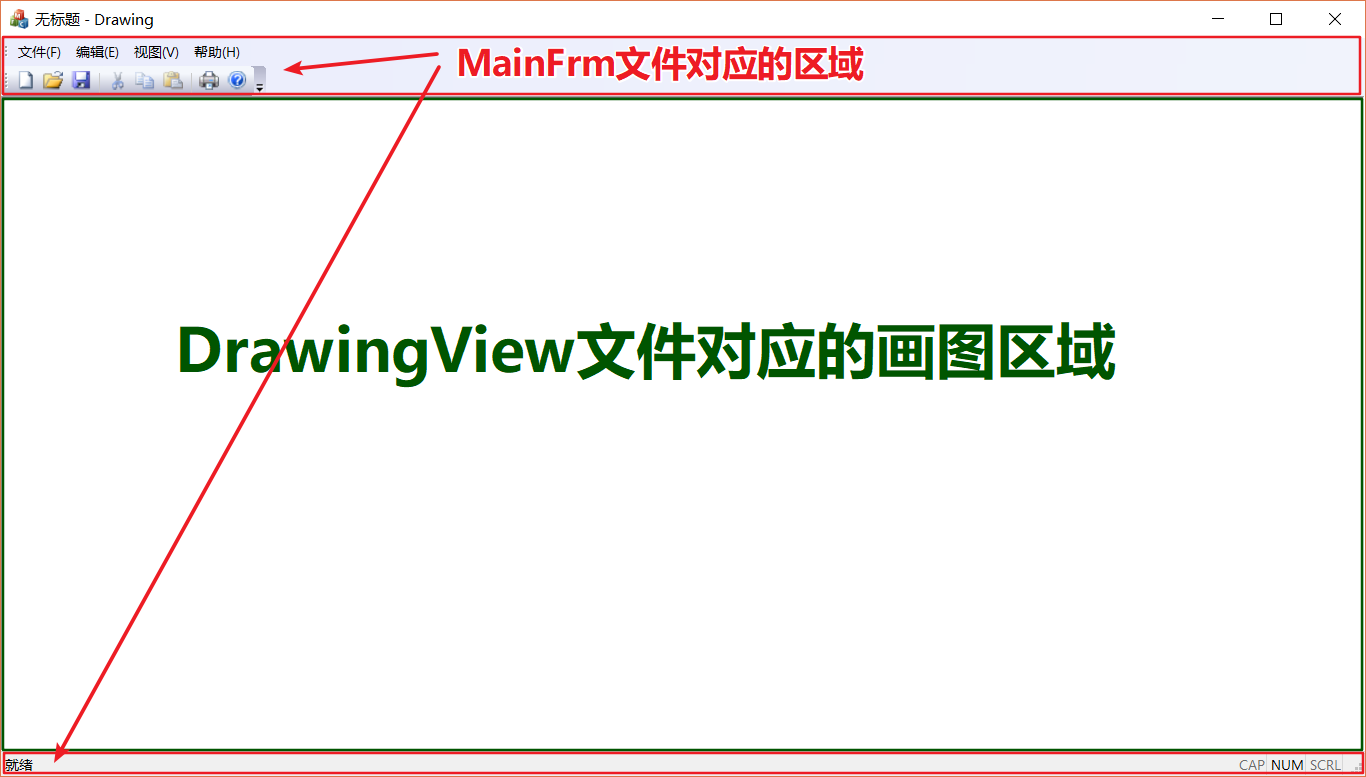 无标题 - Drawing
文件(F) 编辑(E) 视图(V) 帮助(H)
MainFrm文件对应的区域
DrawingView文件对应的画图区域
就绪 CAP NUM SCRL